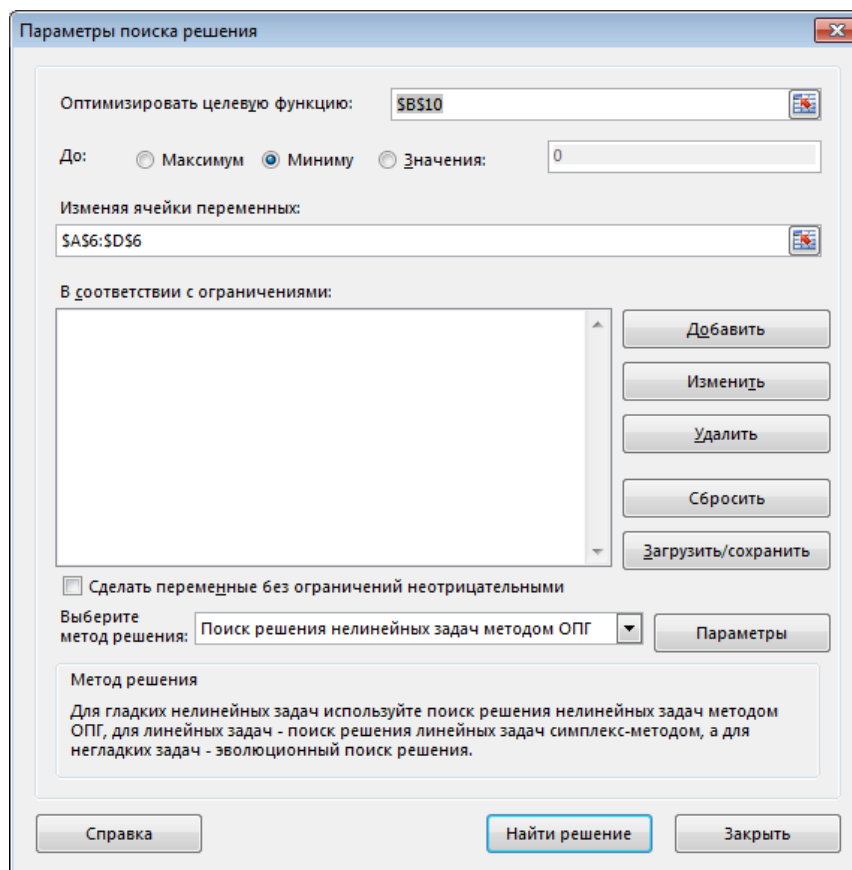 Параметры поиска решения
Оптимизировать целевую функцию: $B$10
До: Максимум Миниму Значения: 0
Изменяя ячейки переменных:
$A$6:$D$6
В соответствии с ограничениями:
Добавить
Изменить
Удалить
Сбросить
Загрузить/сохранить
Сделать переменные без ограничений неотрицательными
Выберите
метод решения: Поиск решения нелинейных задач методом ОПГ Параметры
Метод решения
Для гладких нелинейных задач используйте поиск решения нелинейных задач методом
ОПГ, для линейных задач - поиск решения линейных задач симплекс-методом, а для
негладких задач - эволюционный поиск решения.
Справка Найти решение Закрыть